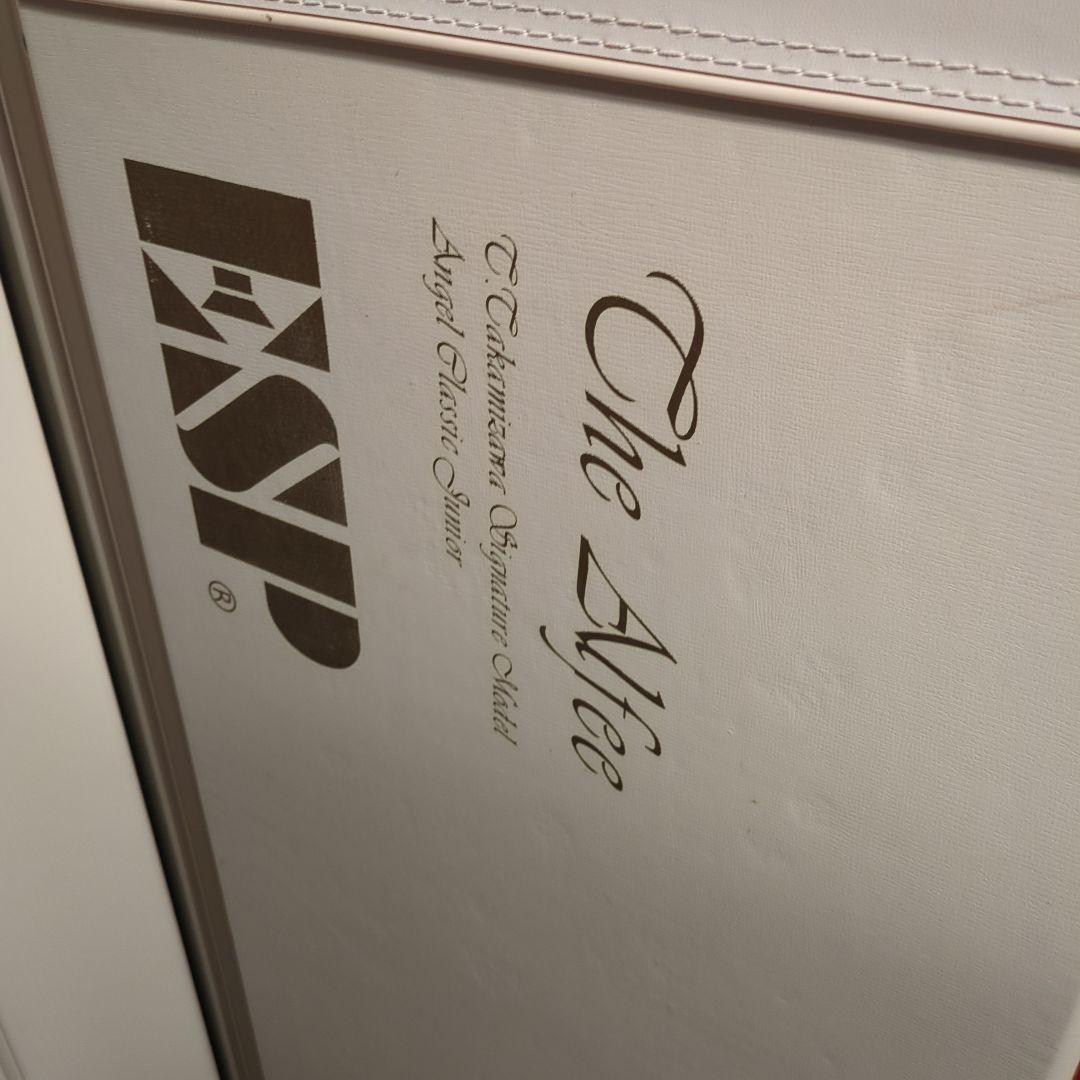 The Alfee
T.Takamizawa Signature Model
Angel Classic Junior
ESP®